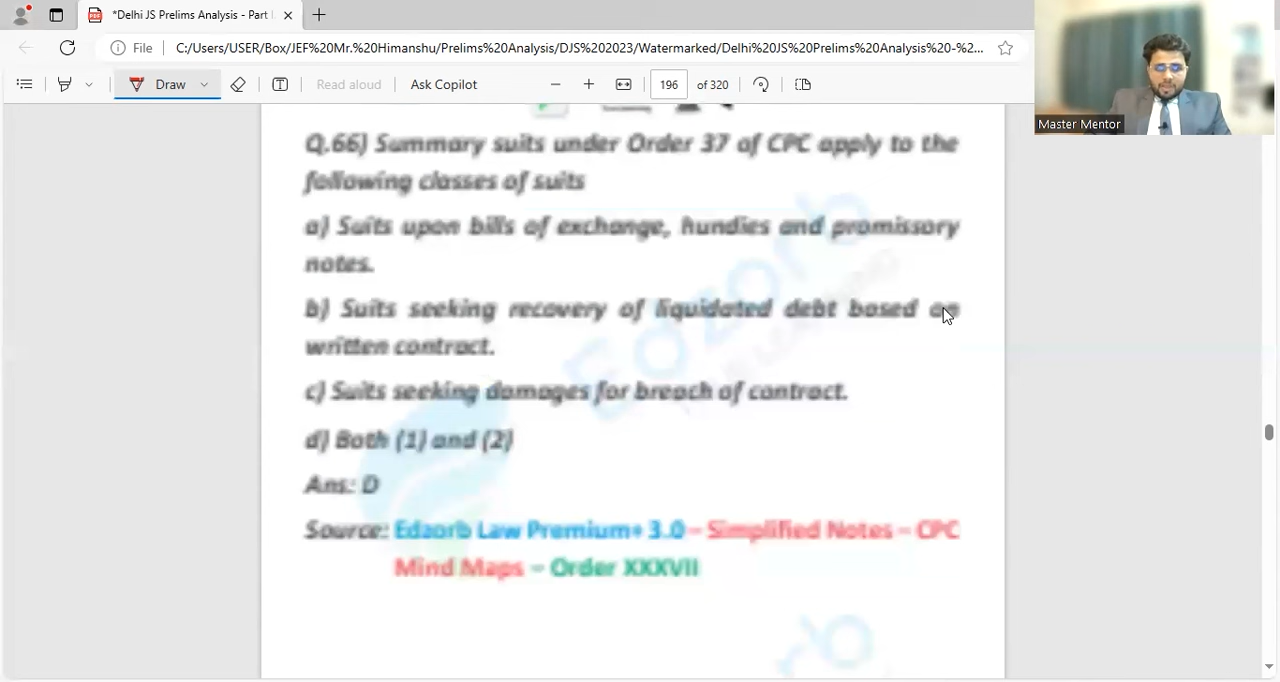 *Delhi JS Prelims Analysis - Part I
File
C:/Users/USER/Box/JEF%20Mr.%20Himanshu/Prelims%20Analysis/DJS%202023/Watermarked/Delhi%20JS%20Prelims%20Analysis%20-%2...
Draw
Read aloud
Ask Copilot
196 of 320
Master Mentor
Q.66) Summary suits under Order 37 of CPC apply to the
following classes of suits
a) Suits upon bills of exchange, hundies and promissory
notes.
b) Suits seeking recovery of liquidated debt based on
written contract.
c) Suits seeking damages for breach of contract.
d) Both (1) and (2)
Ans.: D
Source: Edzorb Law Premium+ 3.0 – Simplified Notes – CPC
Mind Maps – Order XXXVII
Edzorb